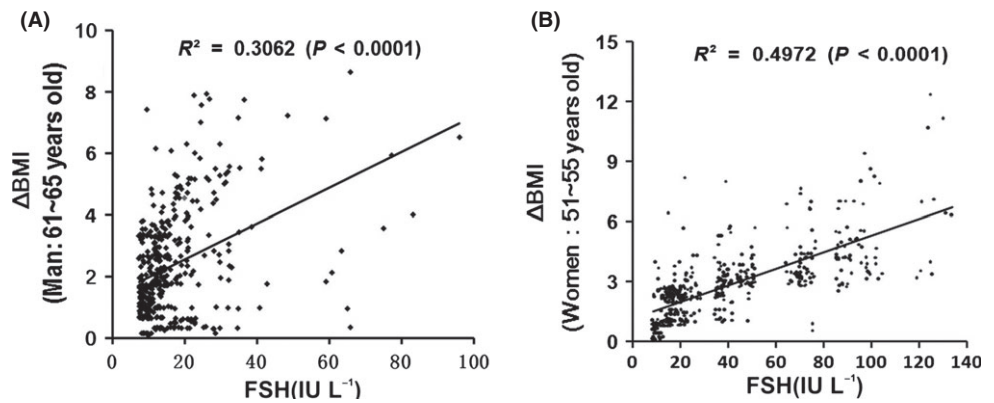 (A)
10
R² = 0.3062 (P < 0.0001)
8
6
4
2
0
ΔBMI
(Man: 61~65 years old)
0 20 40 60 80 100
FSH(IU L⁻¹)
(B)
15
R² = 0.4972 (P < 0.0001)
12
9
6
3
0
ΔBMI
(Women : 51~55 years old)
0 20 40 60 80 100 120 140
FSH(IU L⁻¹)